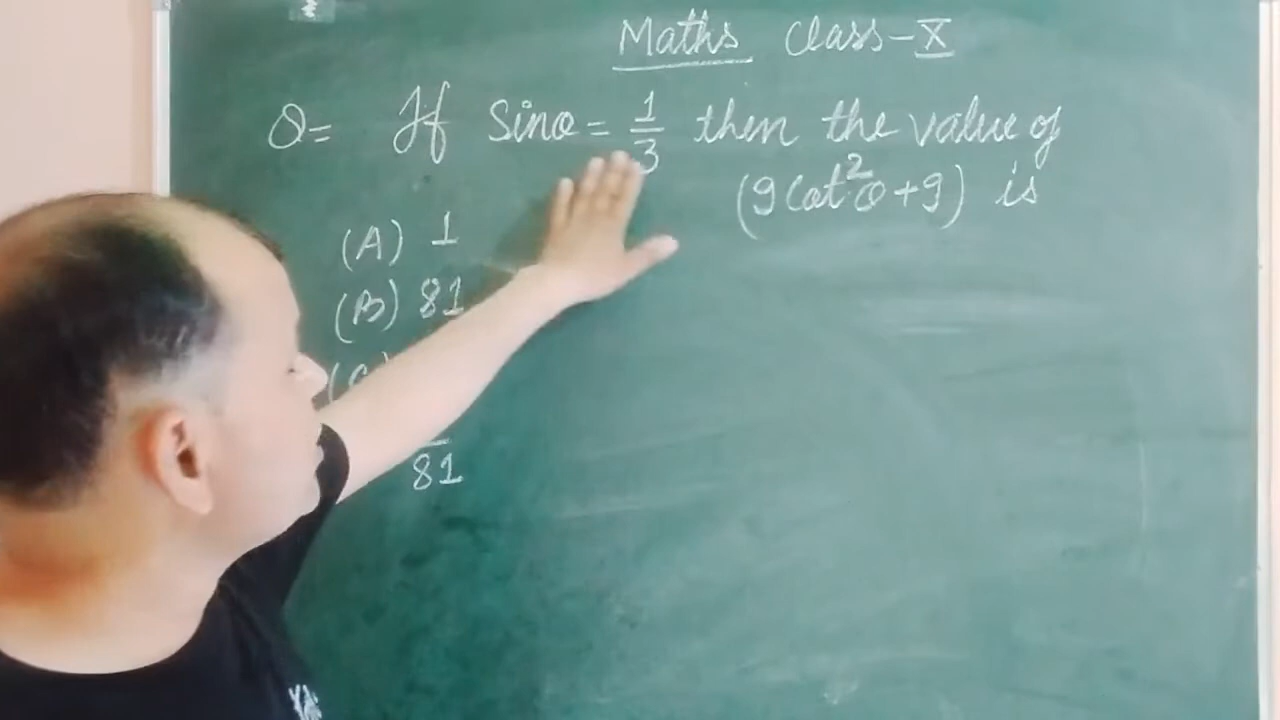 Maths Class-X
Q= If Sinθ = 1/3 then the value of
(9Cot²θ+9) is
(A) 1
(B) 81
(C)
81